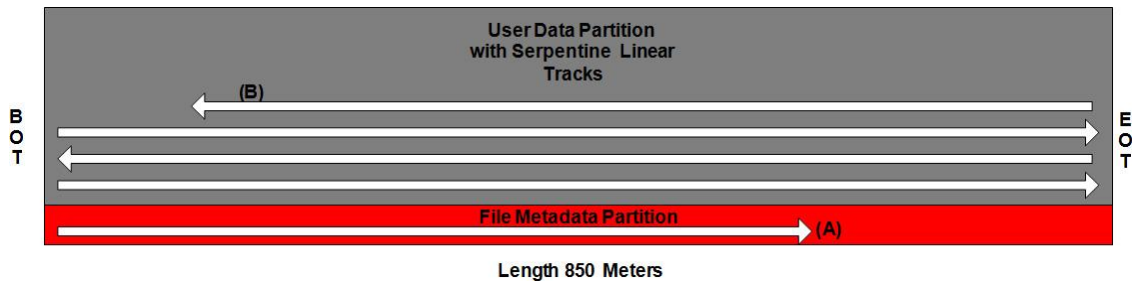 User Data Partition
with Serpentine Linear
Tracks
(B)
B
O
T
E
O
T
File Metadata Partition
(A)
Length 850 Meters